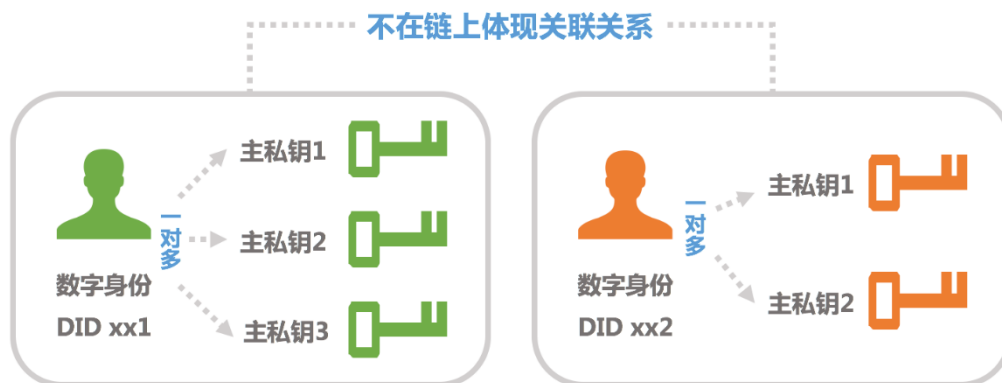 不在链上体现关联关系
主私钥1
一对多
主私钥2
数字身份
DID xx1
主私钥3
主私钥1
一对多
数字身份
DID xx2
主私钥2